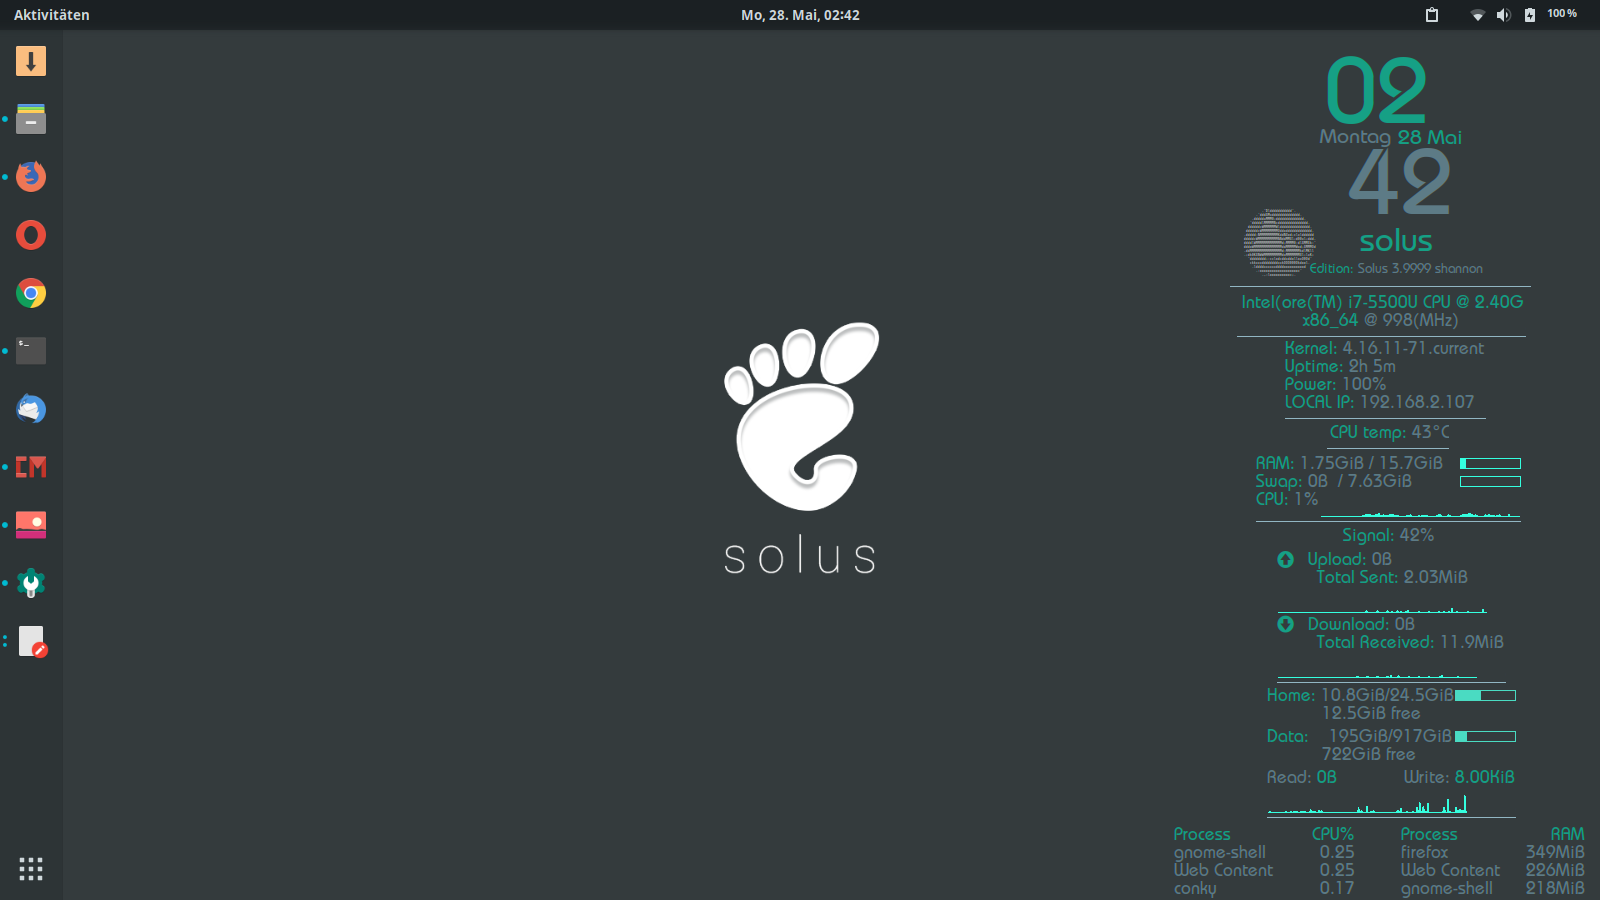 Aktivitäten
Mo, 28. Mai, 02:42
100 %
02
Montag 28 Mai
42
solus
Edition: Solus 3.9999 shannon
Intel(ore(TM) i7-5500U CPU @ 2.40G
x86_64 @ 998(MHz)
Kernel: 4.16.11-71.current
Uptime: 2h 5m
Power: 100%
LOCAL IP: 192.168.2.107
CPU temp: 43°C
RAM: 1.75GiB / 15.7GiB
Swap: 0B / 7.63GiB
CPU: 1%
Signal: 42%
Upload: 0B
Total Sent: 2.03MiB
Download: 0B
Total Received: 11.9MiB
Home: 10.8GiB/24.5GiB
12.5GiB free
Data: 195GiB/917GiB
722GiB free
Read: 0B Write: 8.00KiB
Process CPU% Process RAM
gnome-shell 0.25 firefox 349MiB
Web Content 0.25 Web Content 226MiB
conky 0.17 gnome-shell 218MiB
$_
CM
solus